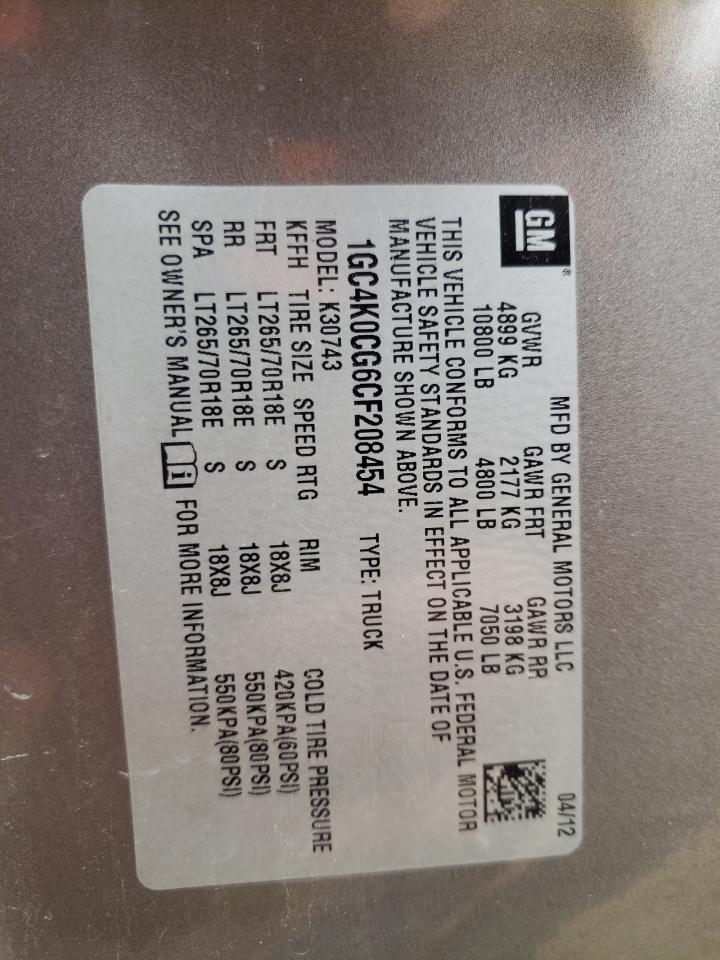 GM®
MFD BY GENERAL MOTORS LLC 04/12
GVWR GAWR FRT GAWR RR
4899 KG 2177 KG 3198 KG
10800 LB 4800 LB 7050 LB
THIS VEHICLE CONFORMS TO ALL APPLICABLE U.S. FEDERAL MOTOR
VEHICLE SAFETY STANDARDS IN EFFECT ON THE DATE OF
MANUFACTURE SHOWN ABOVE.
1GC4K0CG6CF208454 TYPE: TRUCK
MODEL: K30743
KFFH TIRE SIZE SPEED RTG RIM COLD TIRE PRESSURE
FRT LT265/70R18E S 18X8J 420KPA(60PSI)
RR LT265/70R18E S 18X8J 550KPA(80PSI)
SPA LT265/70R18E S 18X8J 550KPA(80PSI)
SEE OWNER'S MANUAL i FOR MORE INFORMATION.